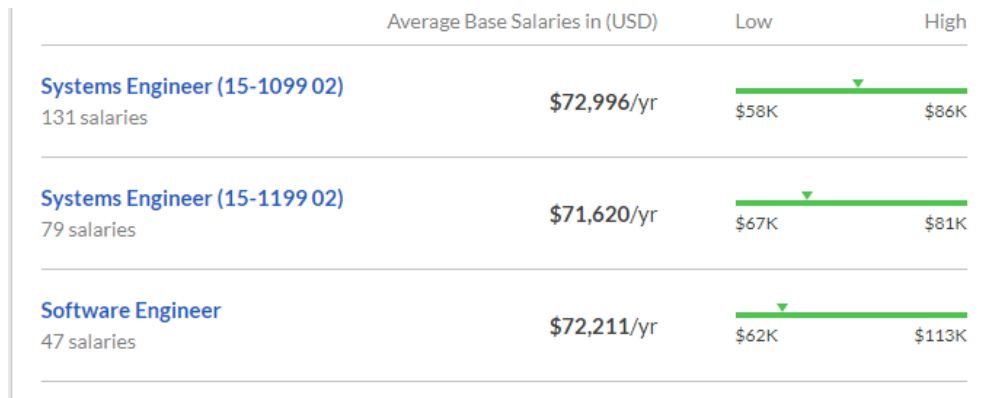 Average Base Salaries in (USD) Low High
Systems Engineer (15-1099 02)
131 salaries
$72,996/yr
$58K $86K
Systems Engineer (15-1199 02)
79 salaries
$71,620/yr
$67K $81K
Software Engineer
47 salaries
$72,211/yr
$62K $113K